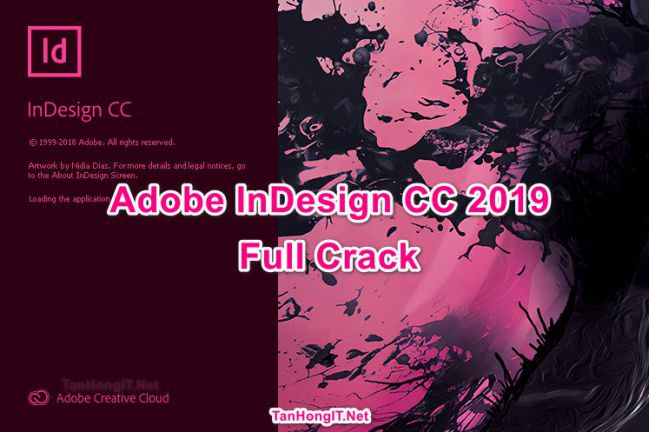 Id
InDesign CC
© 1999-2018 Adobe. All rights reserved.
Artwork by Nidia Dias. For more details and legal notices, go
to the About InDesign Screen.
Loading the application
Adobe InDesign CC 2019
Full Crack
TanHongIT.Net
Adobe Creative Cloud
TanHongIT.Net